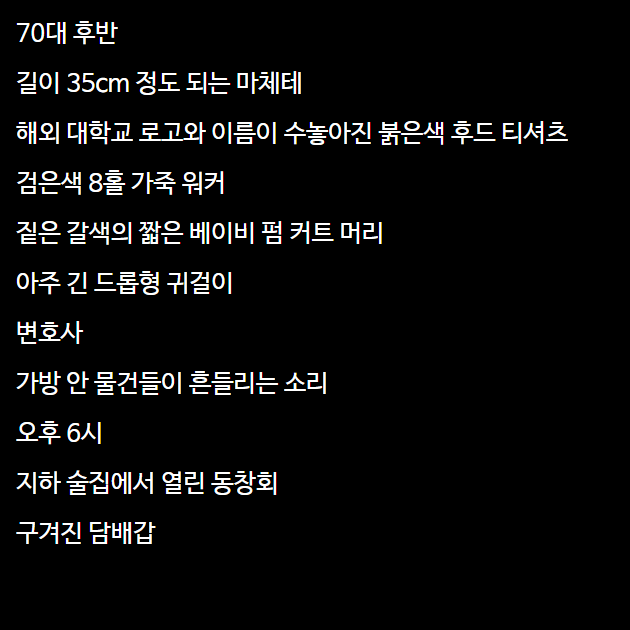 70대 후반
길이 35cm 정도 되는 마체테
해외 대학교 로고와 이름이 수놓아진 붉은색 후드 티셔츠
검은색 8홀 가죽 워커
짙은 갈색의 짧은 베이비 펌 커트 머리
아주 긴 드롭형 귀걸이
변호사
가방 안 물건들이 흔들리는 소리
오후 6시
지하 술집에서 열린 동창회
구겨진 담배갑